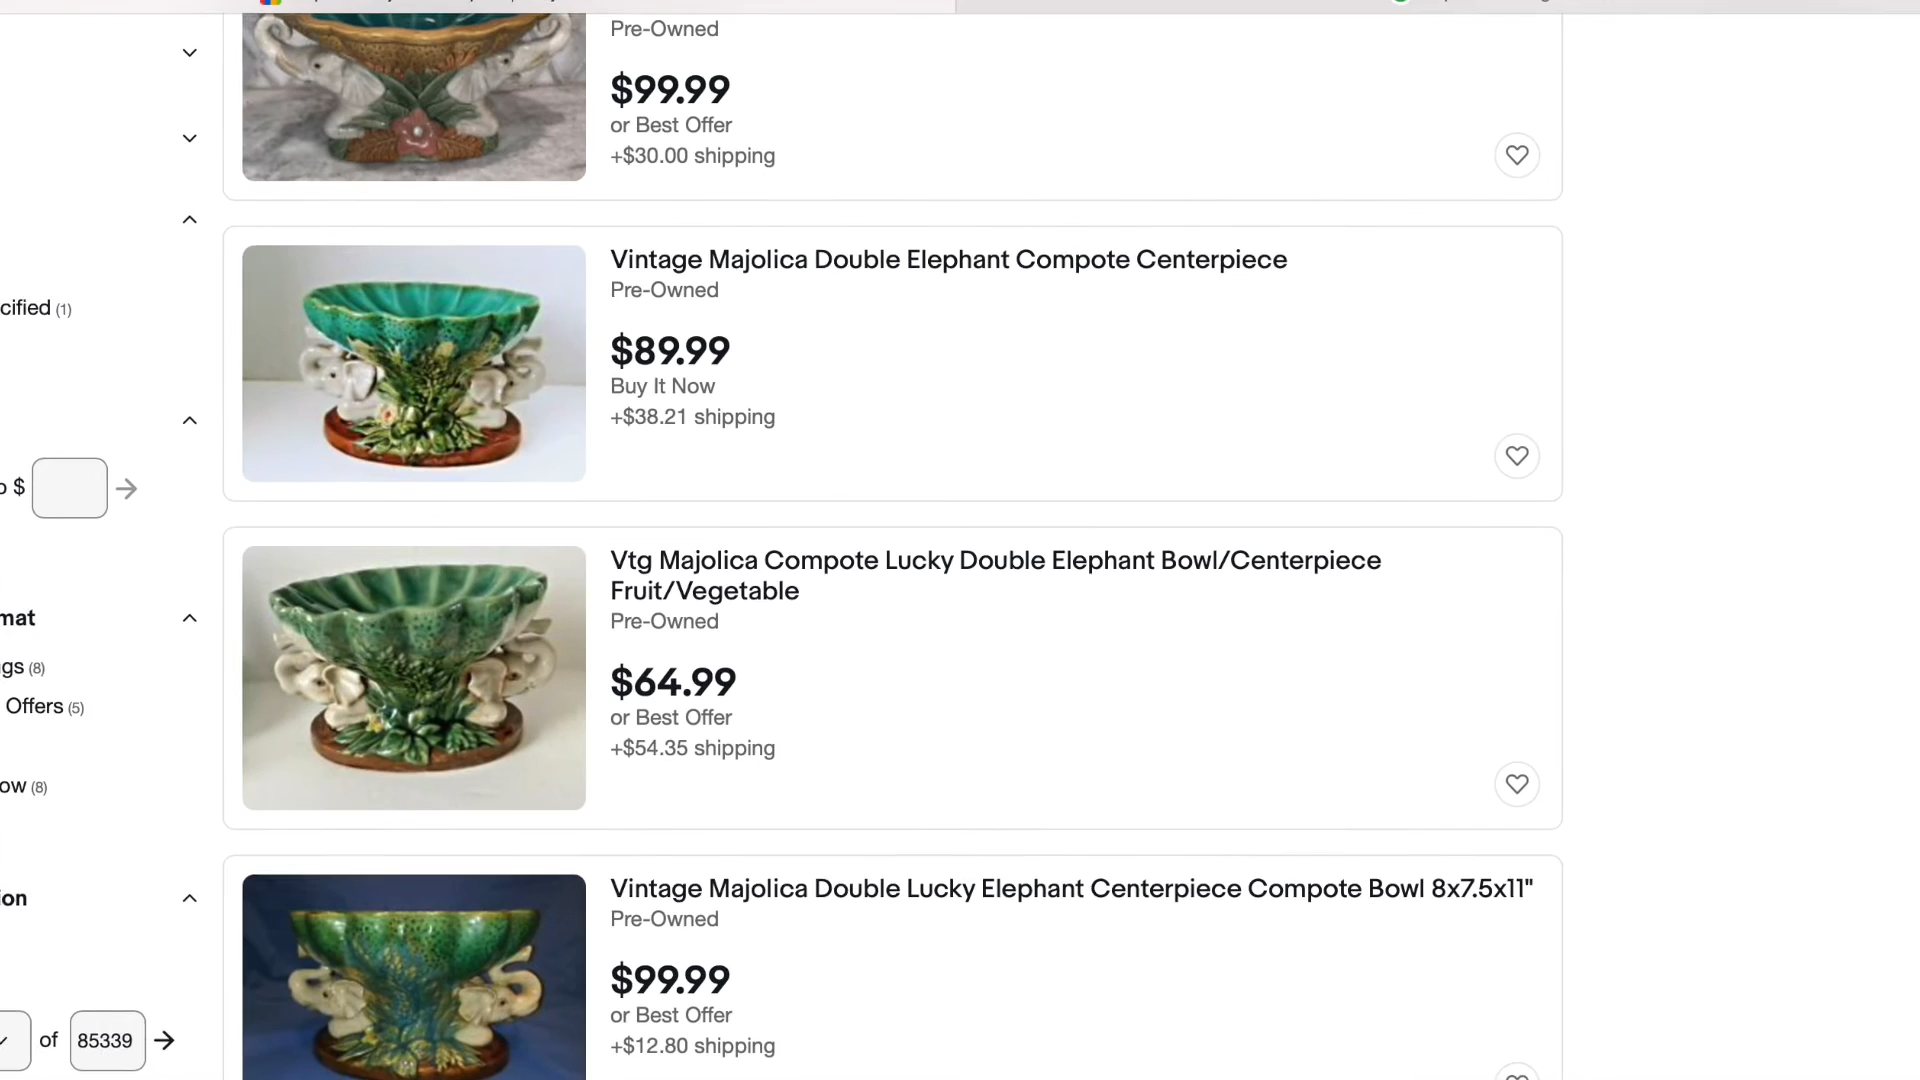 Pre-Owned
$99.99
or Best Offer
+$30.00 shipping
Vintage Majolica Double Elephant Compote Centerpiece
Pre-Owned
$89.99
Buy It Now
+$38.21 shipping
Vtg Majolica Compote Lucky Double Elephant Bowl/Centerpiece
Fruit/Vegetable
Pre-Owned
$64.99
or Best Offer
+$54.35 shipping
Vintage Majolica Double Lucky Elephant Centerpiece Compote Bowl 8x7.5x11"
Pre-Owned
$99.99
or Best Offer
+$12.80 shipping
cified (1)
$
mat
gs (8)
Offers (5)
ow (8)
ion
of 85339